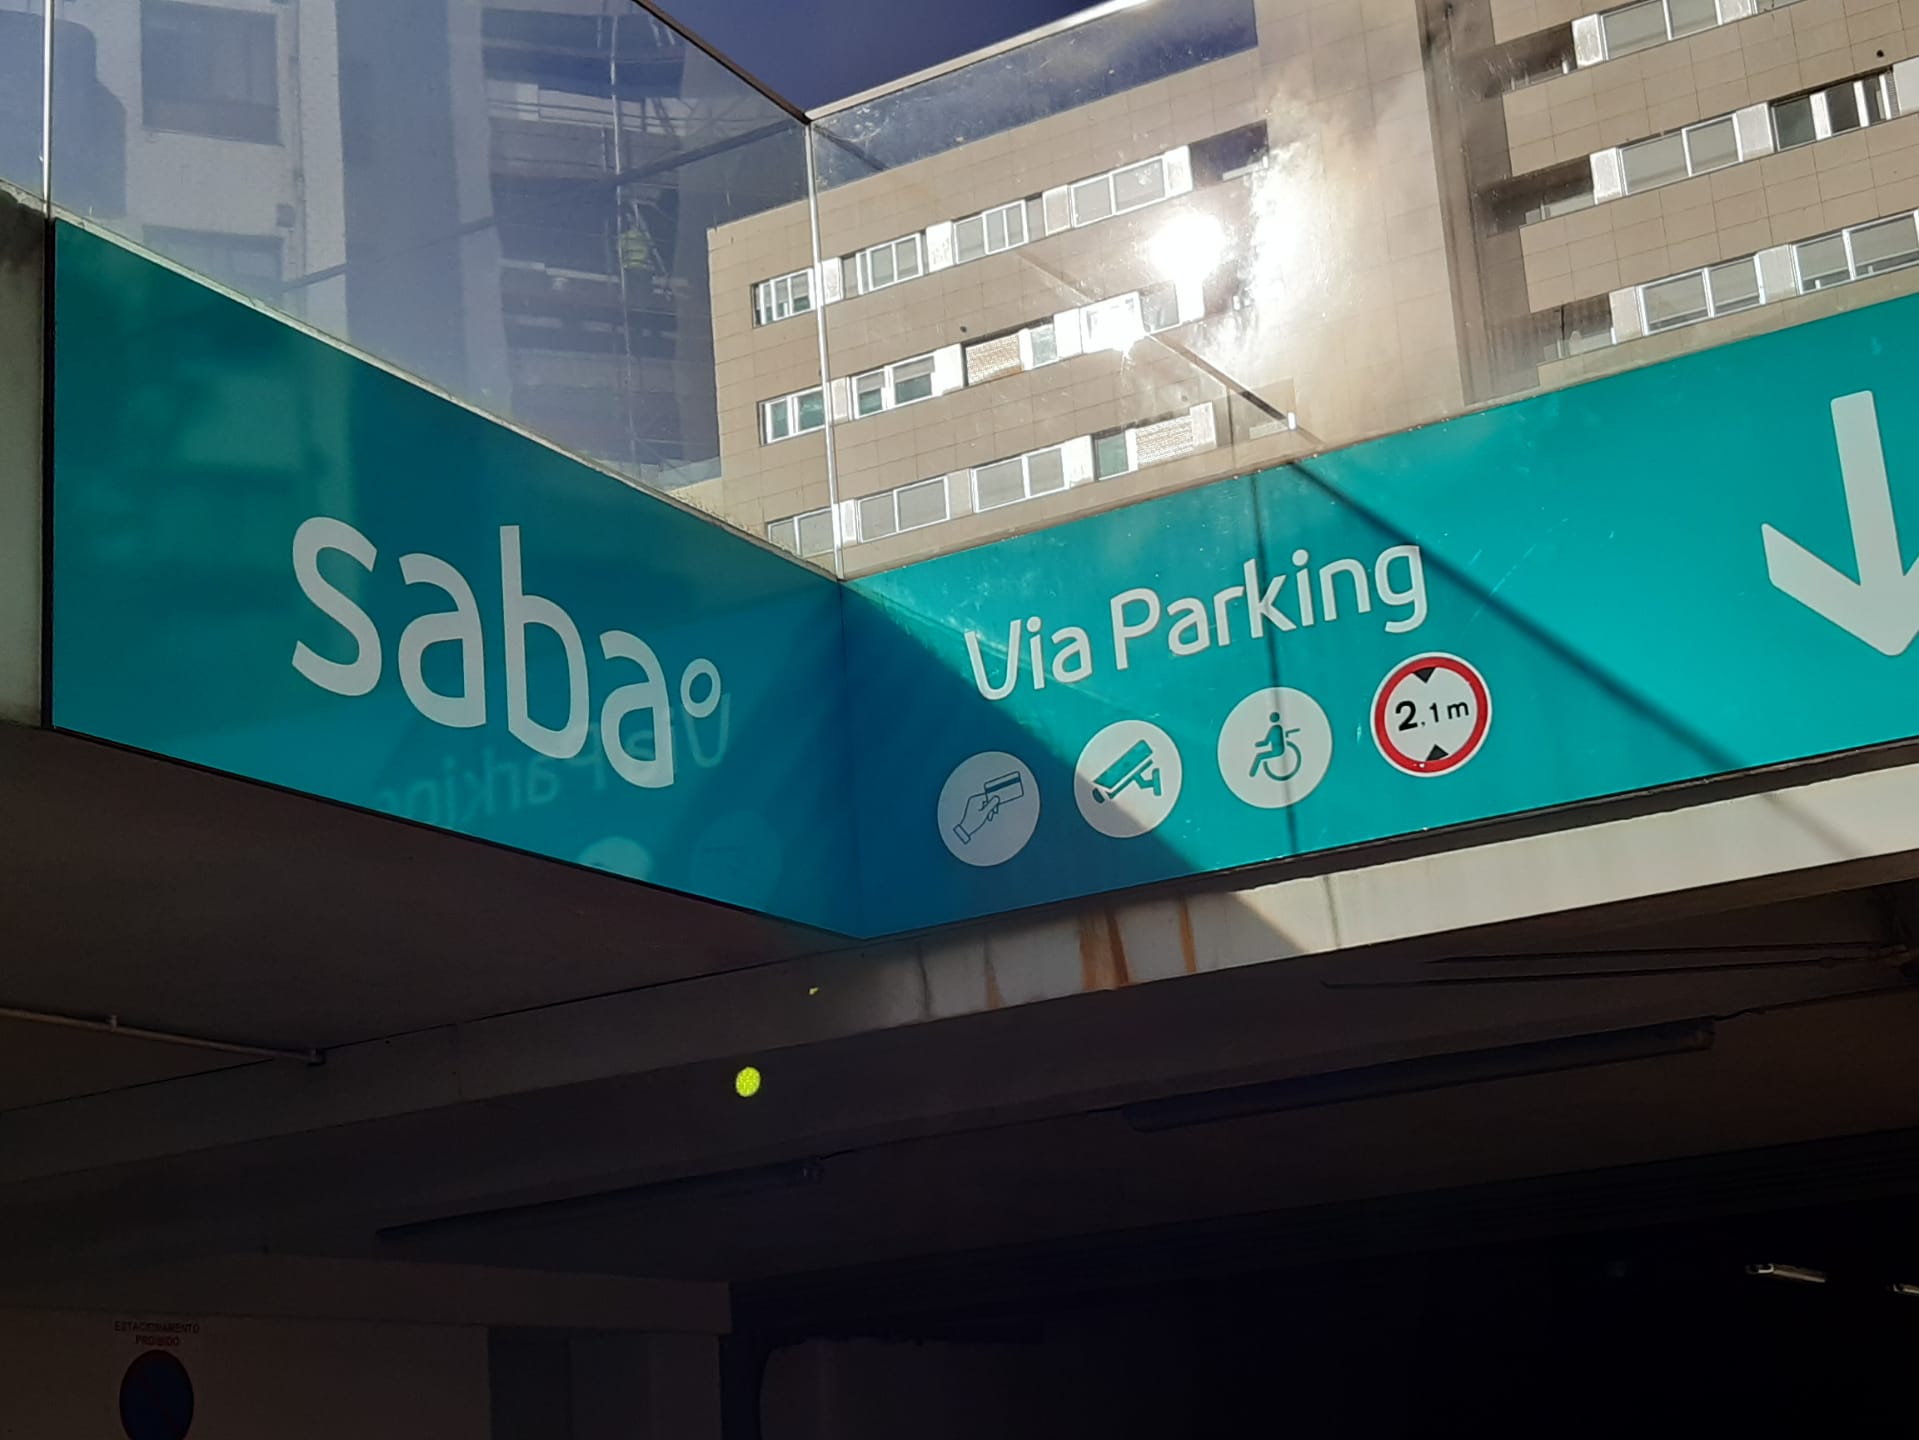 saba
Via Parking
2,1m
ESTACIONAMENTO
PROIBIDO